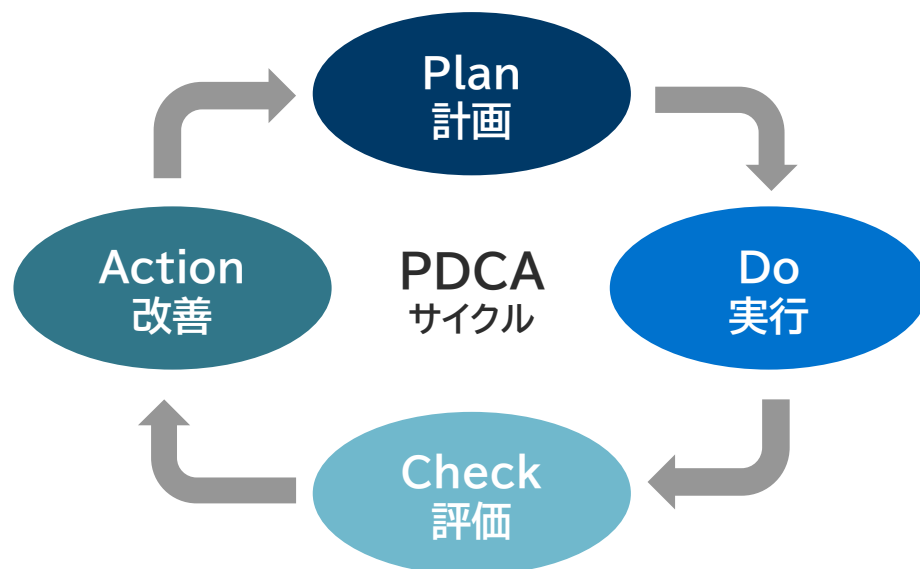 Plan
計画
Action
改善
PDCA
サイクル
Do
実行
Check
評価